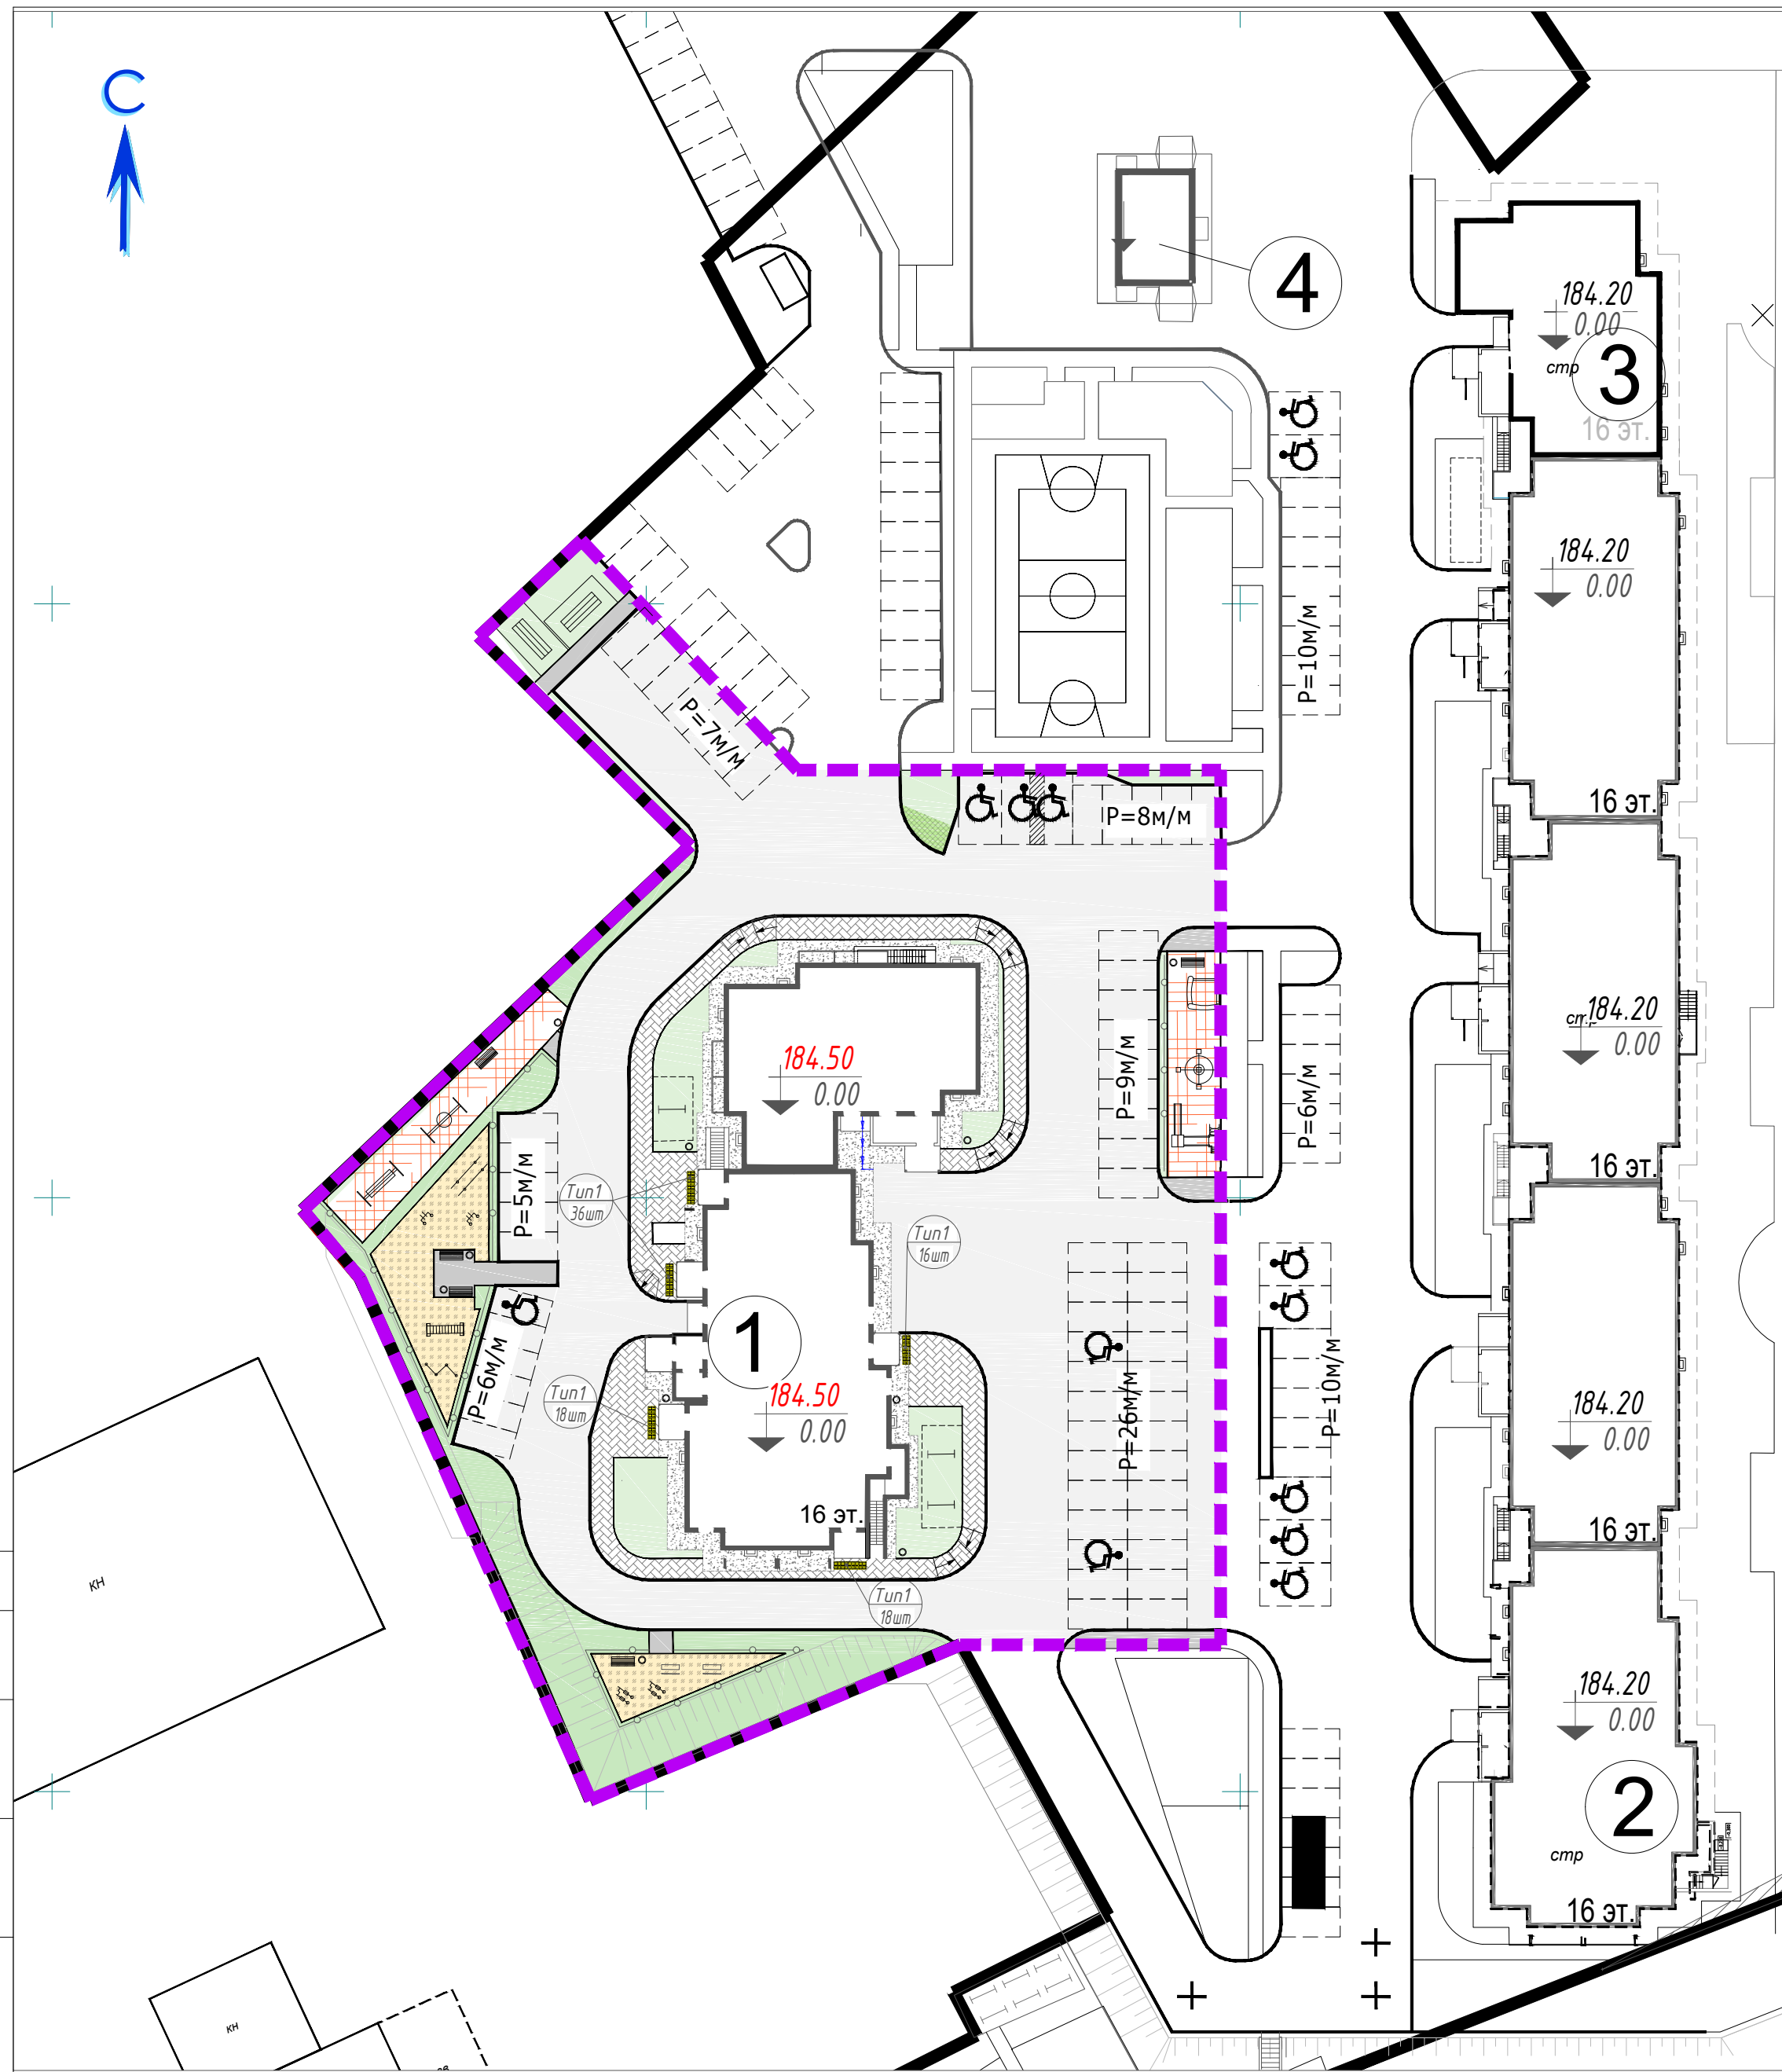 С
4
184.20
0.00
стр
3
16 эт.
184.20
0.00
Р=10м/м
Р=7м/м
16 эт.
Р=8м/м
184.20
стр
0.00
184.50
0.00
Р=9м/м
Р=6м/м
Р=5м/м
16 эт.
Тип1
36шт
Тип1
16шт
1
184.50
0.00
Р=6м/м
Тип1
18шт
Р=26м/м
Р=10м/м
184.20
0.00
16 эт.
16 эт.
кн
Тип1
18шт
184.20
0.00
2
стр
16 эт.
кн